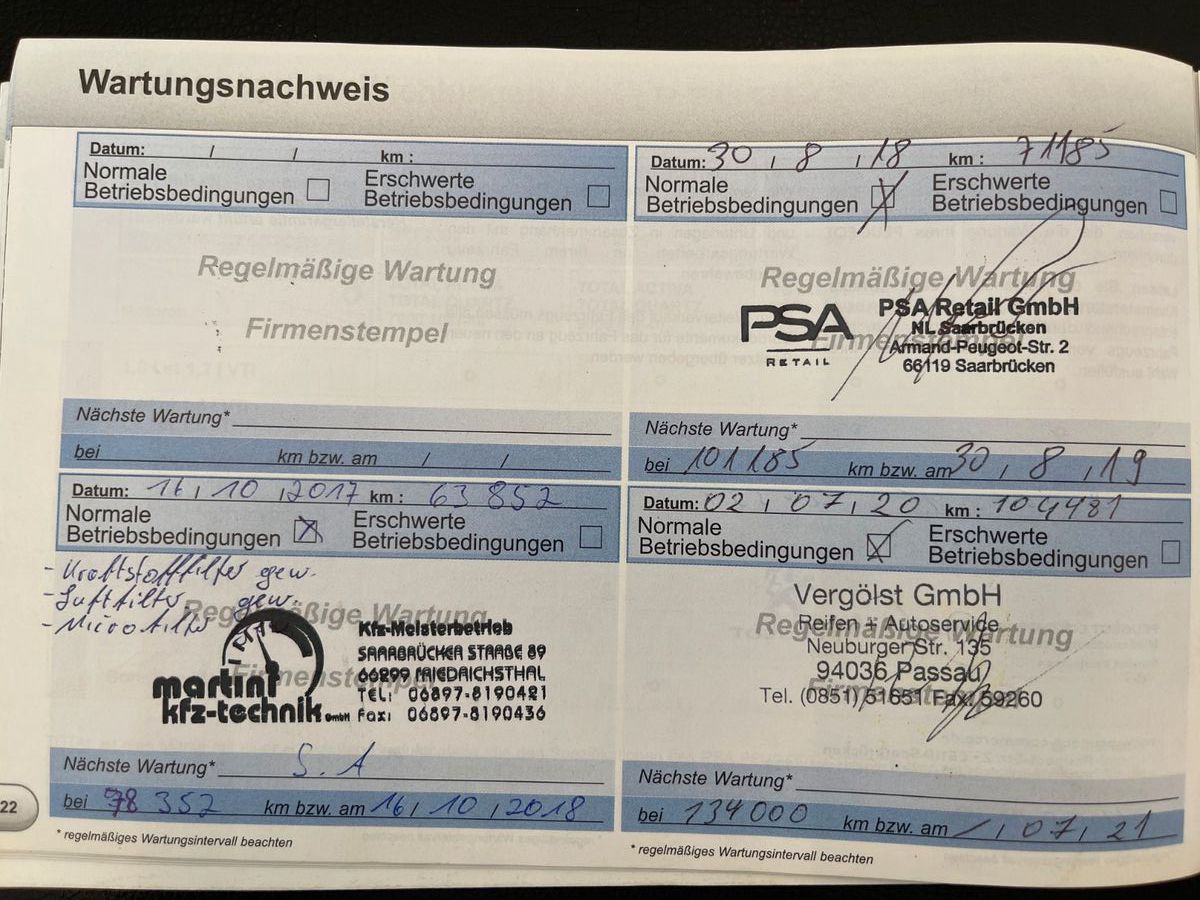 Wartungsnachweis
Datum: / / km :
Normale Betriebsbedingungen
Erschwerte Betriebsbedingungen
Regelmäßige Wartung
Firmenstempel
Nächste Wartung*
bei km bzw. am / /
Datum: 30 / 8 / 18 km : 71185
Normale Betriebsbedingungen
Erschwerte Betriebsbedingungen
Regelmäßige Wartung
Firmenstempel
PSA
RETAIL
PSA Retail GmbH
NL Saarbrücken
Armand-Peugeot-Str. 2
66119 Saarbrücken
Nächste Wartung*
bei 101185 km bzw. am 30 / 8 / 19
Datum: 16 / 10 / 2017 km : 63852
Normale Betriebsbedingungen
Erschwerte Betriebsbedingungen
- Kraftstofffilter gew.
- Luftfilter gew.
- Microfilter
Regelmäßige Wartung
Firmenstempel
martini
kfz-technik GmbH
Kfz-Meisterbetrieb
SAARBRÜCKER STRAßE 89
66299 FRIEDRICHSTHAL
TEL: 06897-8190421
Fax: 06897-8190436
Nächste Wartung* S. A
bei 78 352 km bzw. am 16 / 10 / 2018
Datum: 02 / 07 / 20 km : 104481
Normale Betriebsbedingungen
Erschwerte Betriebsbedingungen
Regelmäßige Wartung
Firmenstempel
Vergölst GmbH
Reifen + Autoservice
Neuburger Str. 135
94036 Passau
Tel. (0851) 51651 Fax. 59260
Nächste Wartung*
bei 134000 km bzw. am / 07 / 21
22
* regelmäßiges Wartungsintervall beachten
* regelmäßiges Wartungsintervall beachten